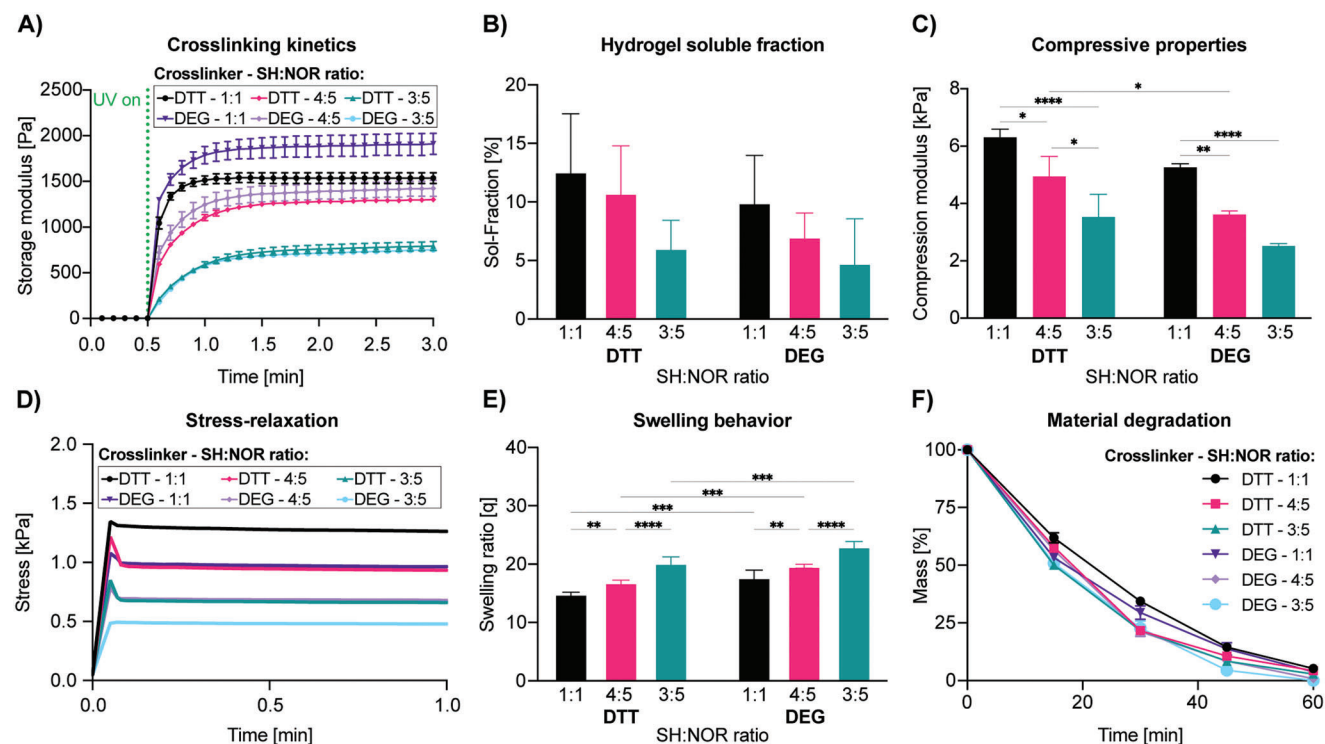 A)
Crosslinking kinetics
Crosslinker - SH:NOR ratio:
DTT - 1:1 DTT - 4:5 DTT - 3:5
DEG - 1:1 DEG - 4:5 DEG - 3:5
UV on
Storage modulus [Pa]
2500
2000
1500
1000
500
0
0.0 0.5 1.0 1.5 2.0 2.5 3.0
Time [min]
B)
Hydrogel soluble fraction
Sol-Fraction [%]
20
15
10
5
0
1:1 4:5 3:5 1:1 4:5 3:5
DTT DEG
SH:NOR ratio
C)
Compressive properties
Compression modulus [kPa]
8
6
4
2
0
*
****
* ****
* **
1:1 4:5 3:5 1:1 4:5 3:5
DTT DEG
SH:NOR ratio
D)
Stress-relaxation
Crosslinker - SH:NOR ratio:
DTT - 1:1 DTT - 4:5 DTT - 3:5
DEG - 1:1 DEG - 4:5 DEG - 3:5
Stress [kPa]
2.0
1.5
1.0
0.5
0.0
0.0 0.5 1.0
Time [min]
E)
Swelling behavior
Swelling ratio [q]
40
30
20
10
0
***
***
***
** **** ** ****
1:1 4:5 3:5 1:1 4:5 3:5
DTT DEG
SH:NOR ratio
F)
Material degradation
Crosslinker - SH:NOR ratio:
DTT - 1:1
DTT - 4:5
DTT - 3:5
DEG - 1:1
DEG - 4:5
DEG - 3:5
Mass [%]
100
75
50
25
0
0 20 40 60
Time [min]